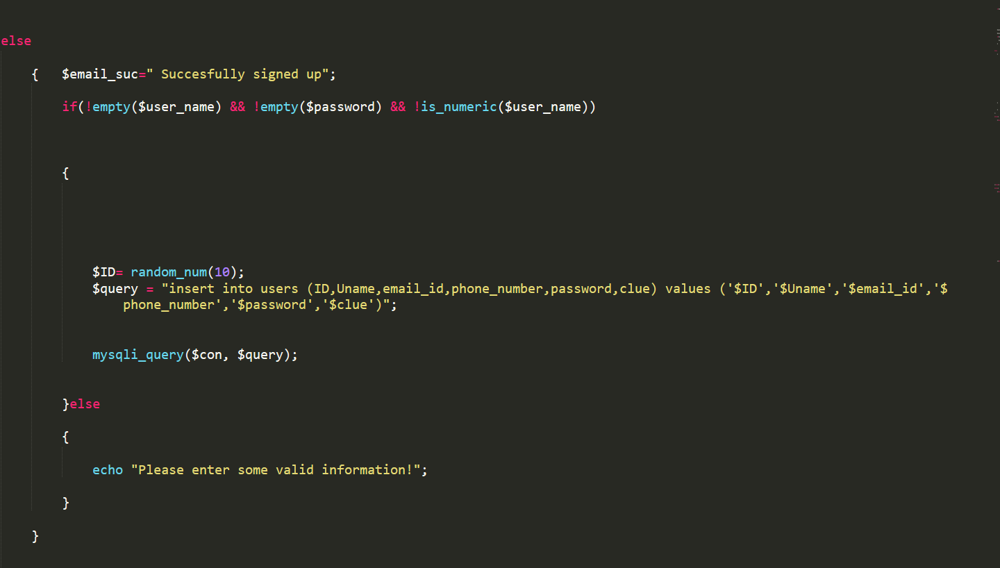 else
{ $email_suc=" Succesfully signed up";
if(!empty($user_name) && !empty($password) && !is_numeric($user_name))
{
$ID= random_num(10);
$query = "insert into users (ID,Uname,email_id,phone_number,password,clue) values ('$ID','$Uname','$email_id','$
phone_number','$password','$clue')";
mysqli_query($con, $query);
}else
{
echo "Please enter some valid information!";
}
}